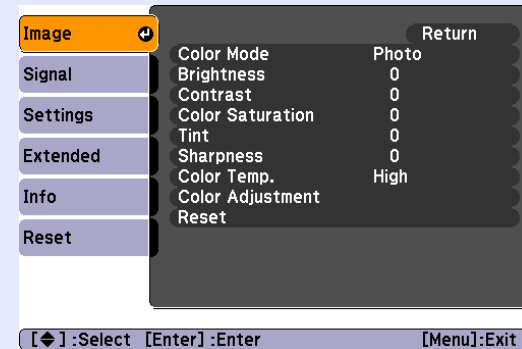 Image
Signal
Settings
Extended
Info
Reset
Return
Color Mode Photo
Brightness 0
Contrast 0
Color Saturation 0
Tint 0
Sharpness 0
Color Temp. High
Color Adjustment
Reset
[◆] :Select [Enter] :Enter [Menu]:Exit